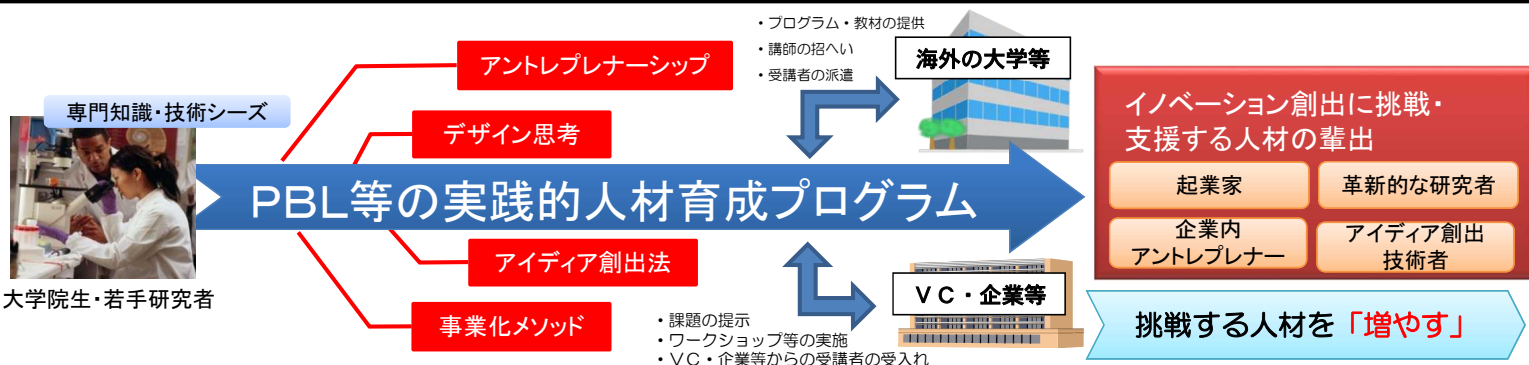 専門知識・技術シーズ
大学院生・若手研究者
アントレプレナーシップ
デザイン思考
PBL等の実践的人材育成プログラム
アイディア創出法
事業化メソッド
・プログラム・教材の提供
・講師の招へい
・受講者の派遣
海外の大学等
VC・企業等
・課題の提示
・ワークショップ等の実施
・VC・企業等からの受講者の受入れ
イノベーション創出に挑戦・
支援する人材の輩出
起業家
革新的な研究者
企業内
アントレプレナー
アイディア創出
技術者
挑戦する人材を「増やす」